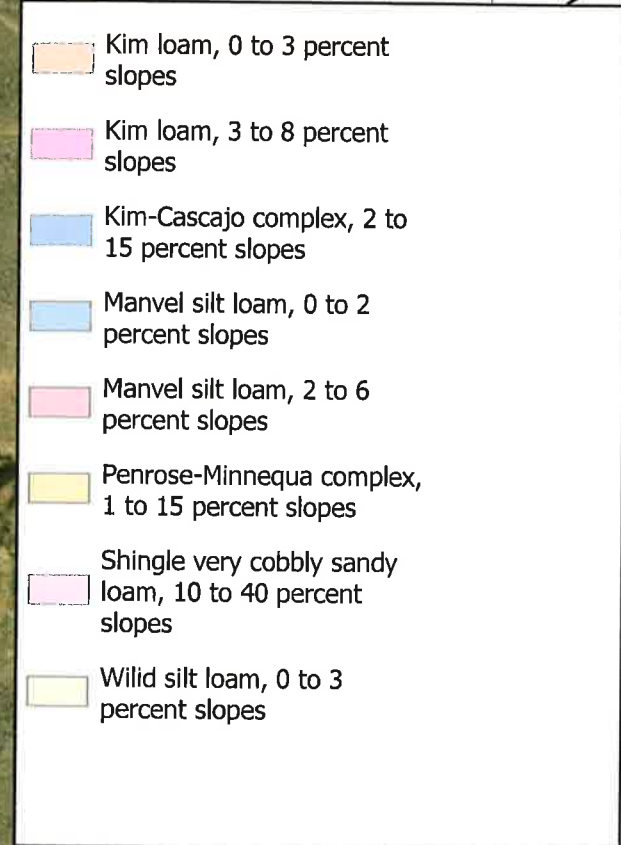 Kim loam, 0 to 3 percent
slopes
Kim loam, 3 to 8 percent
slopes
Kim-Cascajo complex, 2 to
15 percent slopes
Manvel silt loam, 0 to 2
percent slopes
Manvel silt loam, 2 to 6
percent slopes
Penrose-Minnequa complex,
1 to 15 percent slopes
Shingle very cobbly sandy
loam, 10 to 40 percent
slopes
Wilid silt loam, 0 to 3
percent slopes